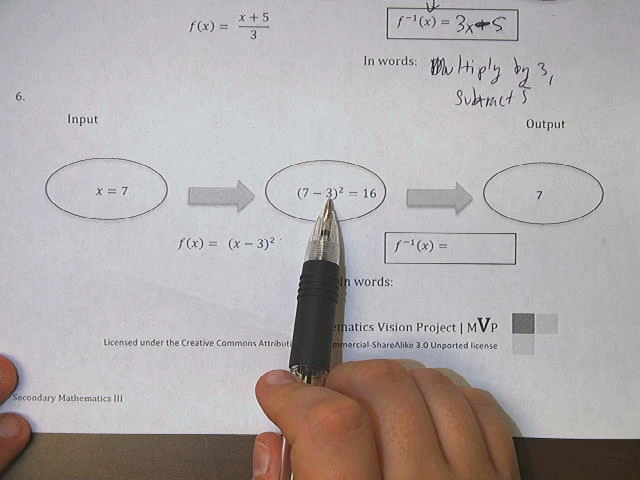 f(x) = x + 5 / 3
f⁻¹(x) = 3x - 5
In words: Multiply by 3,
subtract 5
6.
Input
Output
x = 7
(7 − 3)² = 16
7
f(x) = (x − 3)²
f⁻¹(x) =
In words:
ematics Vision Project | MVP
Licensed under the Creative Commons Attributi mmercial-ShareAlike 3.0 Unported license
Secondary Mathematics III